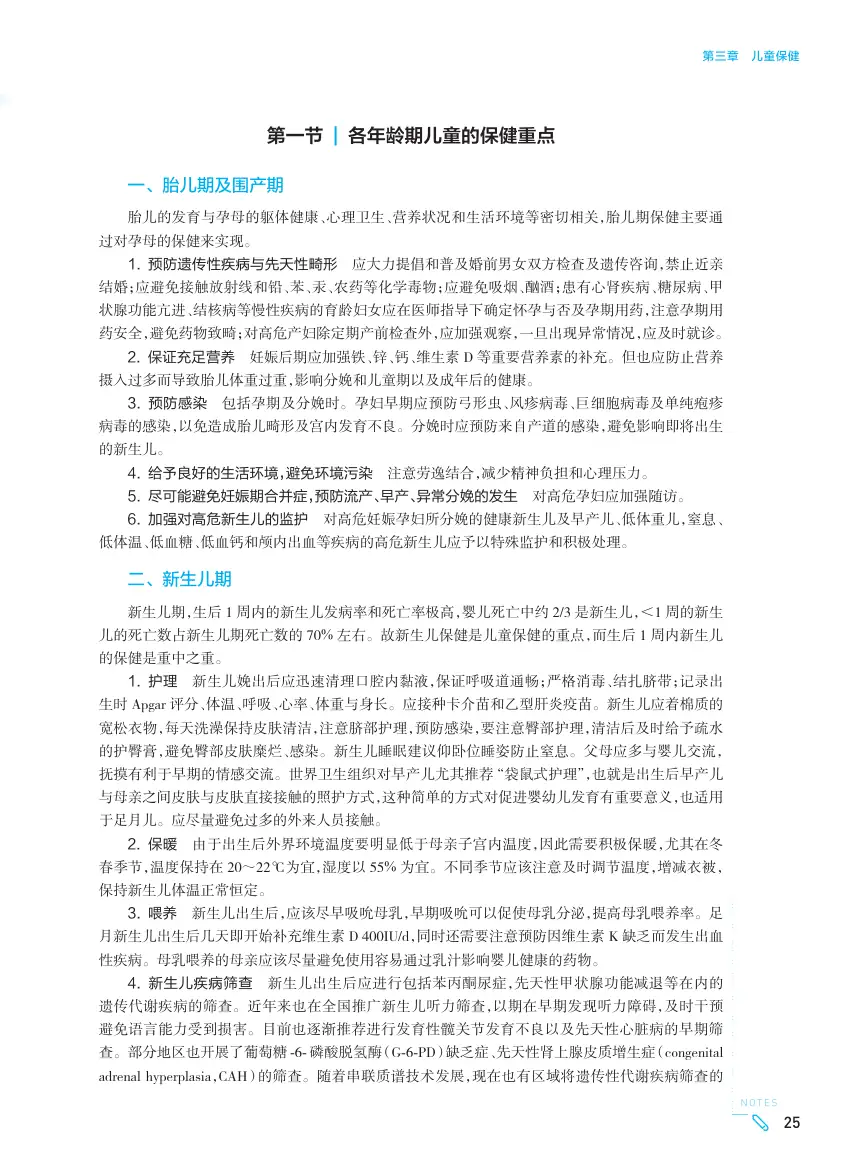 第三章 儿童保健
第一节 | 各年龄期儿童的保健重点
一、胎儿期及围产期
胎儿的发育与孕母的躯体健康、心理卫生、营养状况和生活环境等密切相关,胎儿期保健主要通
过对孕母的保健来实现。
1. 预防遗传性疾病与先天性畸形 应大力提倡和普及婚前男女双方检查及遗传咨询,禁止近亲
结婚;应避免接触放射线和铅、苯、汞、农药等化学毒物;应避免吸烟、酗酒;患有心肾疾病、糖尿病、甲
状腺功能亢进、结核病等慢性疾病的育龄妇女应在医师指导下确定怀孕与否及孕期用药,注意孕期用
药安全,避免药物致畸;对高危产妇除定期产前检查外,应加强观察,一旦出现异常情况,应及时就诊。
2. 保证充足营养 妊娠后期应加强铁、锌、钙、维生素 D 等重要营养素的补充。但也应防止营养
摄入过多而导致胎儿体重过重,影响分娩和儿童期以及成年后的健康。
3. 预防感染 包括孕期及分娩时。孕妇早期应预防弓形虫、风疹病毒、巨细胞病毒及单纯疱疹
病毒的感染,以免造成胎儿畸形及宫内发育不良。分娩时应预防来自产道的感染,避免影响即将出生
的新生儿。
4. 给予良好的生活环境,避免环境污染 注意劳逸结合,减少精神负担和心理压力。
5. 尽可能避免妊娠期合并症,预防流产、早产、异常分娩的发生 对高危孕妇应加强随访。
6. 加强对高危新生儿的监护 对高危妊娠孕妇所分娩的健康新生儿及早产儿、低体重儿,窒息、
低体温、低血糖、低血钙和颅内出血等疾病的高危新生儿应予以特殊监护和积极处理。
二、新生儿期
新生儿期,生后 1 周内的新生儿发病率和死亡率极高,婴儿死亡中约 2/3 是新生儿,<1 周的新生
儿的死亡数占新生儿期死亡数的 70% 左右。故新生儿保健是儿童保健的重点,而生后 1 周内新生儿
的保健是重中之重。
1. 护理 新生儿娩出后应迅速清理口腔内黏液,保证呼吸道通畅;严格消毒、结扎脐带;记录出
生时 Apgar 评分、体温、呼吸、心率、体重与身长。应接种卡介苗和乙型肝炎疫苗。新生儿应着棉质的
宽松衣物,每天洗澡保持皮肤清洁,注意脐部护理,预防感染,要注意臀部护理,清洁后及时给予疏水
的护臀膏,避免臀部皮肤糜烂、感染。新生儿睡眠建议仰卧位睡姿防止窒息。父母应多与婴儿交流,
抚摸有利于早期的情感交流。世界卫生组织对早产儿尤其推荐“袋鼠式护理”,也就是出生后早产儿
与母亲之间皮肤与皮肤直接接触的照护方式,这种简单的方式对促进婴幼儿发育有重要意义,也适用
于足月儿。应尽量避免过多的外来人员接触。
2. 保暖 由于出生后外界环境温度要明显低于母亲子宫内温度,因此需要积极保暖,尤其在冬
春季节,温度保持在 20～22℃为宜,湿度以 55% 为宜。不同季节应该注意及时调节温度,增减衣被,
保持新生儿体温正常恒定。
3. 喂养 新生儿出生后,应该尽早吸吮母乳,早期吸吮可以促使母乳分泌,提高母乳喂养率。足
月新生儿出生后几天即开始补充维生素 D 400IU/d,同时还需要注意预防因维生素 K 缺乏而发生出血
性疾病。母乳喂养的母亲应该尽量避免使用容易通过乳汁影响婴儿健康的药物。
4. 新生儿疾病筛查 新生儿出生后应进行包括苯丙酮尿症,先天性甲状腺功能减退等在内的
遗传代谢疾病的筛查。近年来也在全国推广新生儿听力筛查,以期在早期发现听力障碍,及时干预
避免语言能力受到损害。目前也逐渐推荐进行发育性髋关节发育不良以及先天性心脏病的早期筛
查。部分地区也开展了葡萄糖 -6- 磷酸脱氢酶(G-6-PD)缺乏症、先天性肾上腺皮质增生症(congenital
adrenal hyperplasia,CAH)的筛查。随着串联质谱技术发展,现在也有区域将遗传性代谢疾病筛查的
NOTES
25